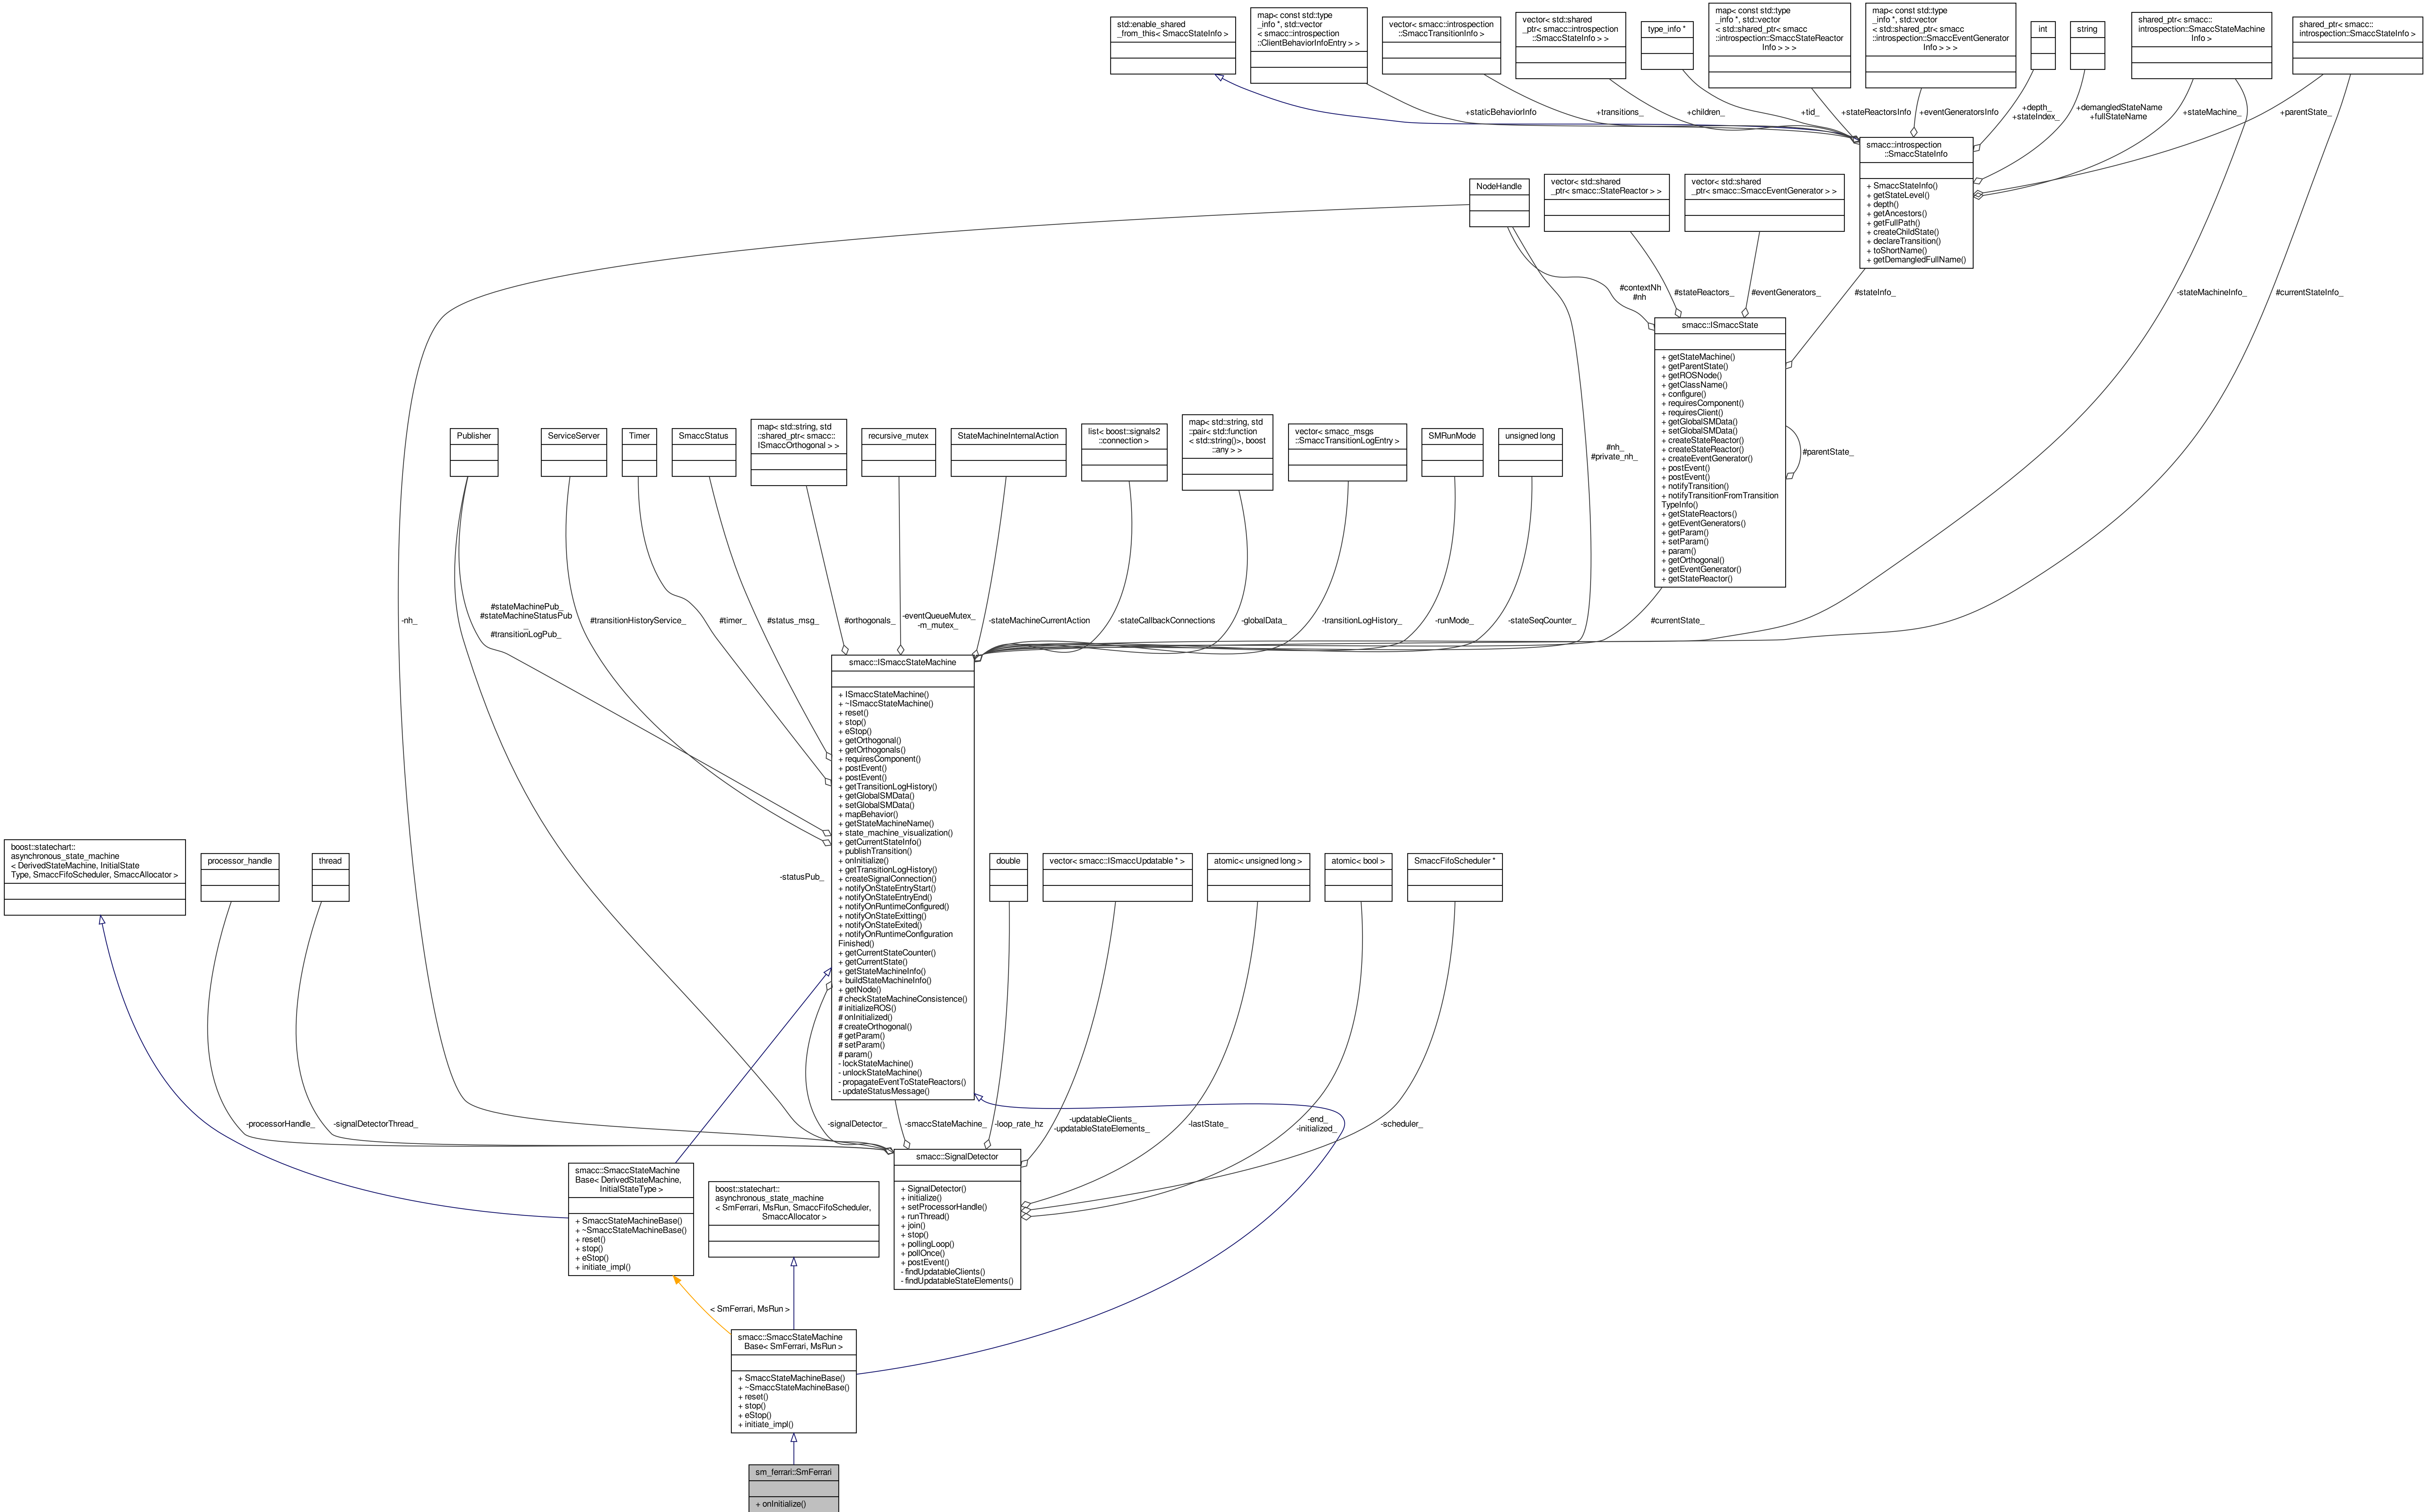 std::enable_shared
_from_this< SmaccStateInfo >
map< const std::type
_info *, std::vector
< smacc::introspection
::ClientBehaviorInfoEntry > >
vector< smacc::introspection
::SmaccTransitionInfo >
vector< std::shared
_ptr< smacc::introspection
::SmaccStateInfo > >
type_info *
map< const std::type
_info *, std::vector
< std::shared_ptr< smacc
::introspection::SmaccStateReactor
Info > > >
map< const std::type
_info *, std::vector
< std::shared_ptr< smacc
::introspection::SmaccEventGenerator
Info > > >
int
string
shared_ptr< smacc::
introspection::SmaccStateMachine
Info >
shared_ptr< smacc::
introspection::SmaccStateInfo >
+staticBehaviorInfo
+transitions_
+children_
+tid_
+stateReactorsInfo
+eventGeneratorsInfo
+depth_
+stateIndex_
+demangledStateName
+fullStateName
+stateMachine_
+parentState_
smacc::introspection
::SmaccStateInfo
+ SmaccStateInfo()
+ getStateLevel()
+ depth()
+ getAncestors()
+ getFullPath()
+ createChildState()
+ declareTransition()
+ toShortName()
+ getDemangledFullName()
NodeHandle
vector< std::shared
_ptr< smacc::StateReactor > >
vector< std::shared
_ptr< smacc::SmaccEventGenerator > >
#contextNh
#nh
#stateReactors_
#eventGenerators_
#stateInfo_
-stateMachineInfo_
#currentStateInfo_
smacc::ISmaccState
+ getStateMachine()
+ getParentState()
+ getROSNode()
+ getClassName()
+ configure()
+ requiresComponent()
+ requiresClient()
+ getGlobalSMData()
+ setGlobalSMData()
+ createStateReactor()
+ createStateReactor()
+ createEventGenerator()
+ postEvent()
+ postEvent()
+ notifyTransition()
+ notifyTransitionFromTransition
TypeInfo()
+ getStateReactors()
+ getEventGenerators()
+ getParam()
+ setParam()
+ param()
+ getOrthogonal()
+ getEventGenerator()
+ getStateReactor()
#parentState_
Publisher
ServiceServer
Timer
SmaccStatus
map< std::string, std
::shared_ptr< smacc::
ISmaccOrthogonal > >
recursive_mutex
StateMachineInternalAction
list< boost::signals2
::connection >
map< std::string, std
::pair< std::function
< std::string()>, boost
::any > >
vector< smacc_msgs
::SmaccTransitionLogEntry >
SMRunMode
unsigned long
#nh_
#private_nh_
-nh_
#stateMachinePub_
#stateMachineStatusPub
_
#transitionLogPub_
#transitionHistoryService_
#timer_
#status_msg_
#orthogonals_
-eventQueueMutex_
-m_mutex_
-stateMachineCurrentAction
-stateCallbackConnections
-globalData_
-transitionLogHistory_
-runMode_
-stateSeqCounter_
#currentState_
smacc::ISmaccStateMachine
+ ISmaccStateMachine()
+ ~ISmaccStateMachine()
+ reset()
+ stop()
+ eStop()
+ getOrthogonal()
+ getOrthogonals()
+ requiresComponent()
+ postEvent()
+ postEvent()
+ getTransitionLogHistory()
+ getGlobalSMData()
+ setGlobalSMData()
+ mapBehavior()
+ getStateMachineName()
+ state_machine_visualization()
+ getCurrentStateInfo()
+ publishTransition()
+ onInitialize()
+ getTransitionLogHistory()
+ createSignalConnection()
+ notifyOnStateEntryStart()
+ notifyOnStateEntryEnd()
+ notifyOnRuntimeConfigured()
+ notifyOnStateExitting()
+ notifyOnStateExited()
+ notifyOnRuntimeConfiguration
Finished()
+ getCurrentStateCounter()
+ getCurrentState()
+ getStateMachineInfo()
+ buildStateMachineInfo()
+ getNode()
# checkStateMachineConsistence()
# initializeROS()
# onInitialized()
# createOrthogonal()
# getParam()
# setParam()
# param()
- lockStateMachine()
- unlockStateMachine()
- propagateEventToStateReactors()
- updateStatusMessage()
boost::statechart::
asynchronous_state_machine
< DerivedStateMachine, InitialState
Type, SmaccFifoScheduler, SmaccAllocator >
processor_handle
thread
-statusPub_
double
vector< smacc::ISmaccUpdatable * >
atomic< unsigned long >
atomic< bool >
SmaccFifoScheduler *
-processorHandle_
-signalDetectorThread_
-signalDetector_
-smaccStateMachine_
-loop_rate_hz
-updatableClients_
-updatableStateElements_
-lastState_
-end_
-initialized_
-scheduler_
smacc::SmaccStateMachine
Base< DerivedStateMachine,
InitialStateType >
+ SmaccStateMachineBase()
+ ~SmaccStateMachineBase()
+ reset()
+ stop()
+ eStop()
+ initiate_impl()
boost::statechart::
asynchronous_state_machine
< SmFerrari, MsRun, SmaccFifoScheduler,
SmaccAllocator >
smacc::SignalDetector
+ SignalDetector()
+ initialize()
+ setProcessorHandle()
+ runThread()
+ join()
+ stop()
+ pollingLoop()
+ pollOnce()
+ postEvent()
- findUpdatableClients()
- findUpdatableStateElements()
< SmFerrari, MsRun >
smacc::SmaccStateMachine
Base< SmFerrari, MsRun >
+ SmaccStateMachineBase()
+ ~SmaccStateMachineBase()
+ reset()
+ stop()
+ eStop()
+ initiate_impl()
sm_ferrari::SmFerrari
+ onInitialize()